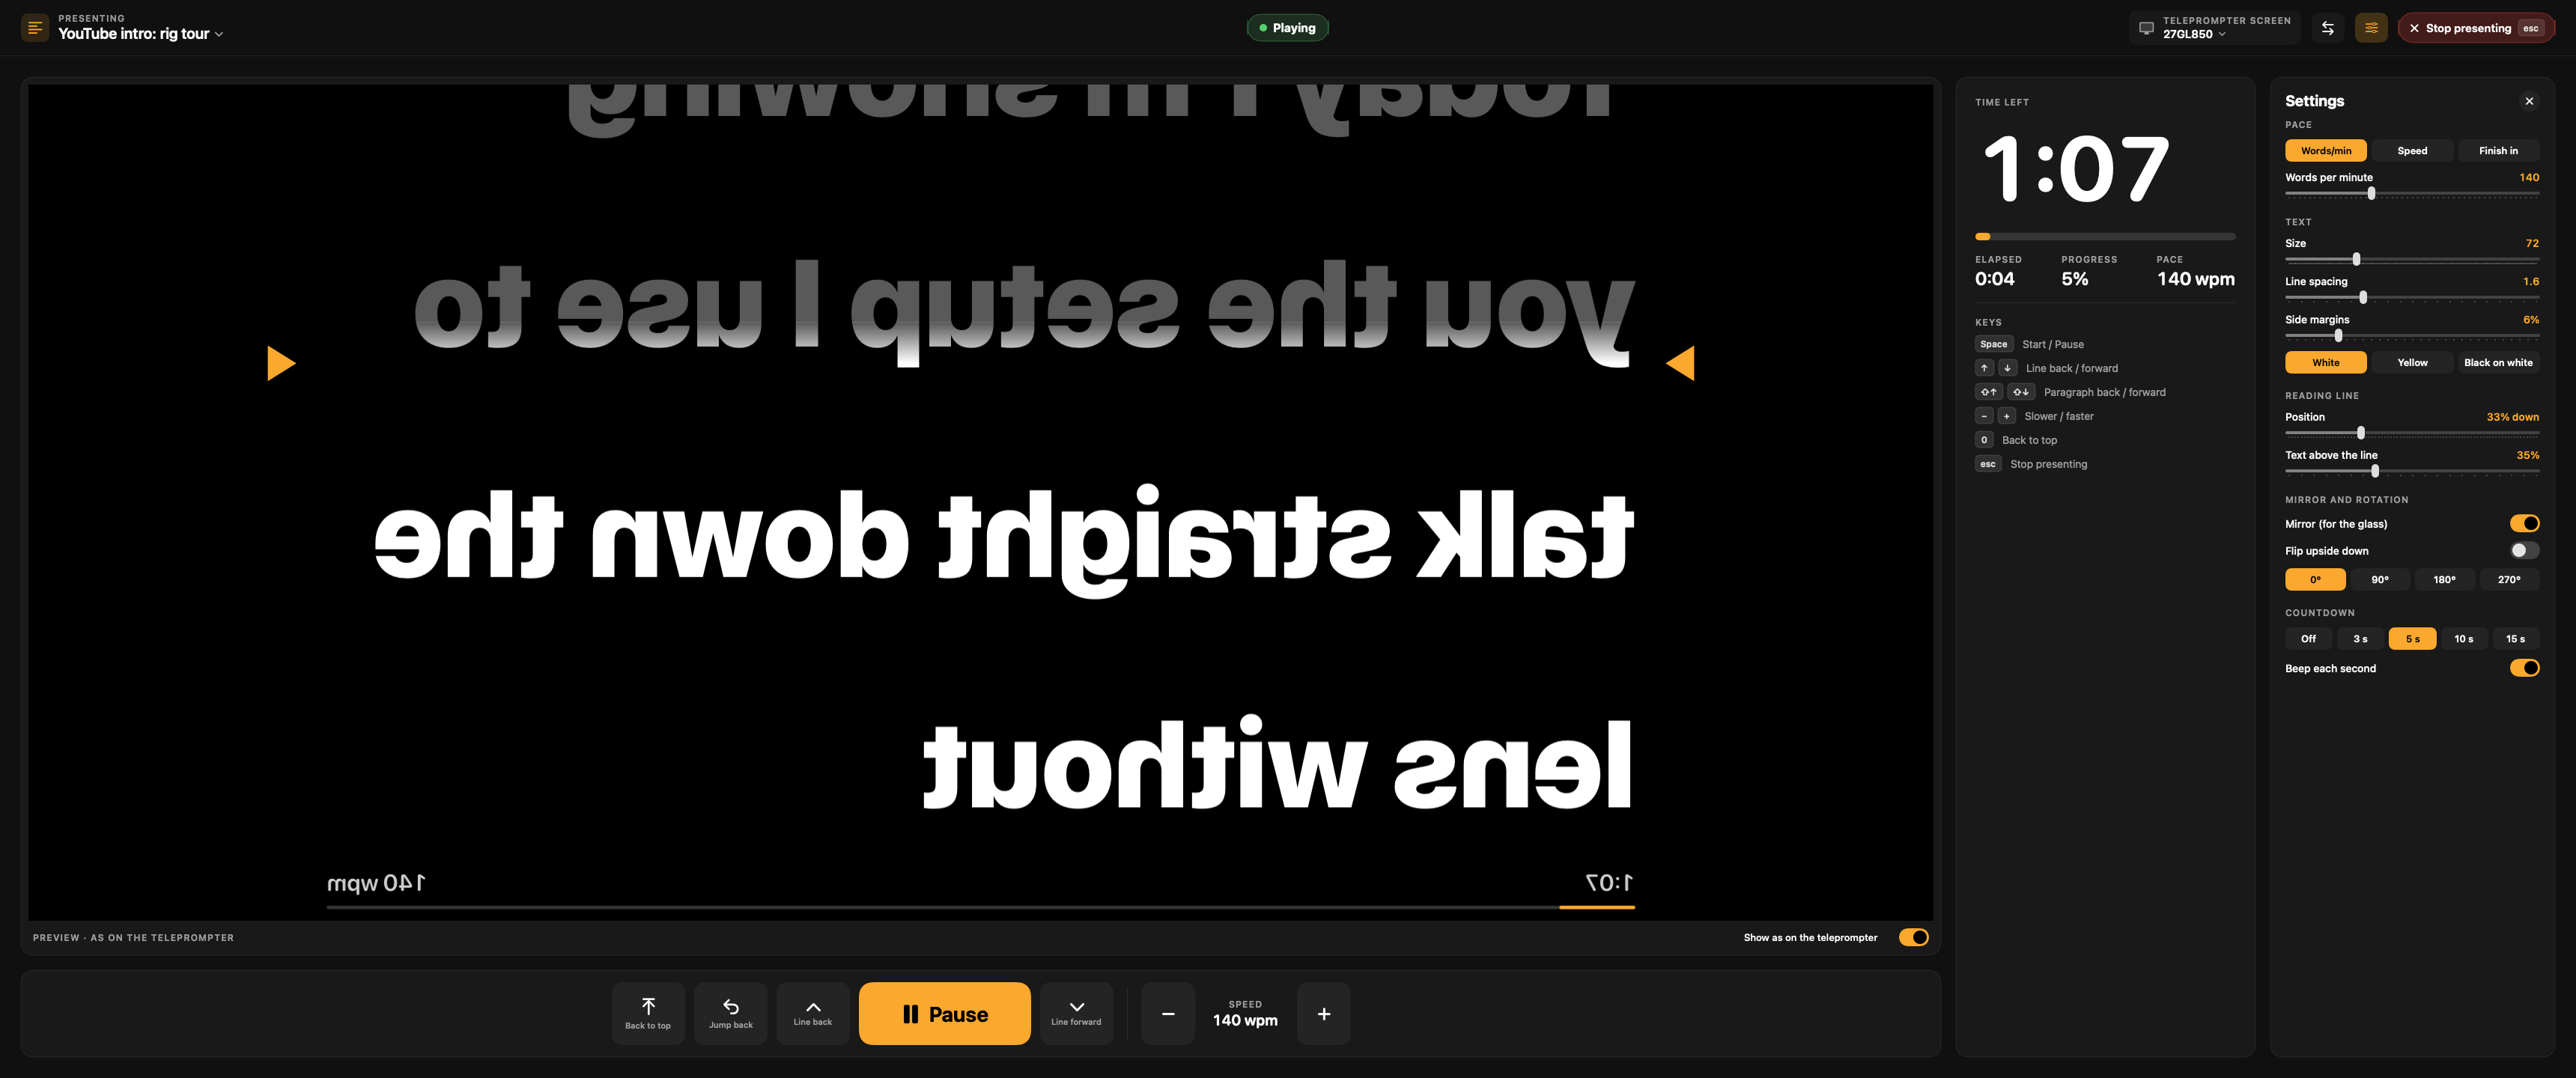 PRESENTING
YouTube intro: rig tour
Playing
TELEPROMPTER SCREEN
27GL850
Stop presenting esc
Today I'm showing
you the setup I use to
talk straight down the
lens without
1:07
140 wpm
PREVIEW · AS ON THE TELEPROMPTER
Show as on the teleprompter
Back to top
Jump back
Line back
Pause
Line forward
−
SPEED
140 wpm
+
TIME LEFT
1:07
ELAPSED PROGRESS PACE
0:04 5% 140 wpm
KEYS
Space Start / Pause
↑ ↓ Line back / forward
⇧↑ ⇧↓ Paragraph back / forward
− + Slower / faster
0 Back to top
esc Stop presenting
Settings
PACE
Words/min Speed Finish in
Words per minute 140
TEXT
Size 72
Line spacing 1.6
Side margins 6%
White Yellow Black on white
READING LINE
Position 33% down
Text above the line 35%
MIRROR AND ROTATION
Mirror (for the glass)
Flip upside down
0° 90° 180° 270°
COUNTDOWN
Off 3 s 5 s 10 s 15 s
Beep each second